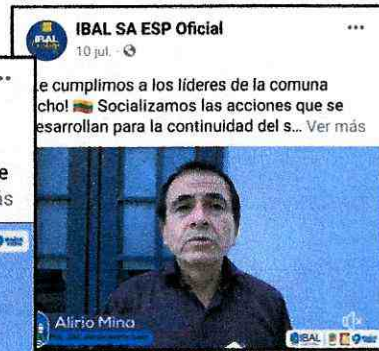 IBAL SA ESP Oficial
10 jul.
e cumplimos a los líderes de la comuna
cho! Socializamos las acciones que se
esarrollan para la continuidad del s... Ver más
Alirio Mina
IBAL
e
ás